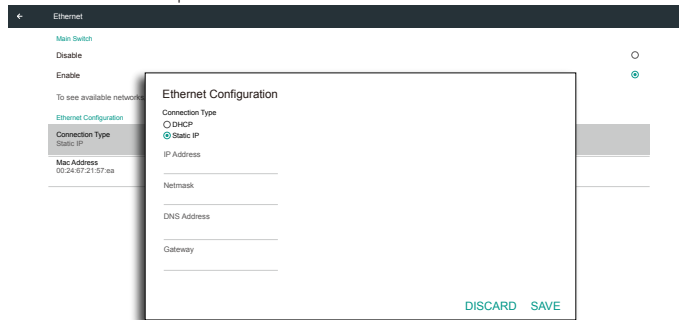 Ethernet
Main Switch
Disable
Enable
To see available networks
Ethernet Configuration
Connection Type
Static IP
Mac Address
00:24:67:21:57:ea
Ethernet Configuration
Connection Type
DHCP
Static IP
IP Address
Netmask
DNS Address
Gateway
DISCARD SAVE